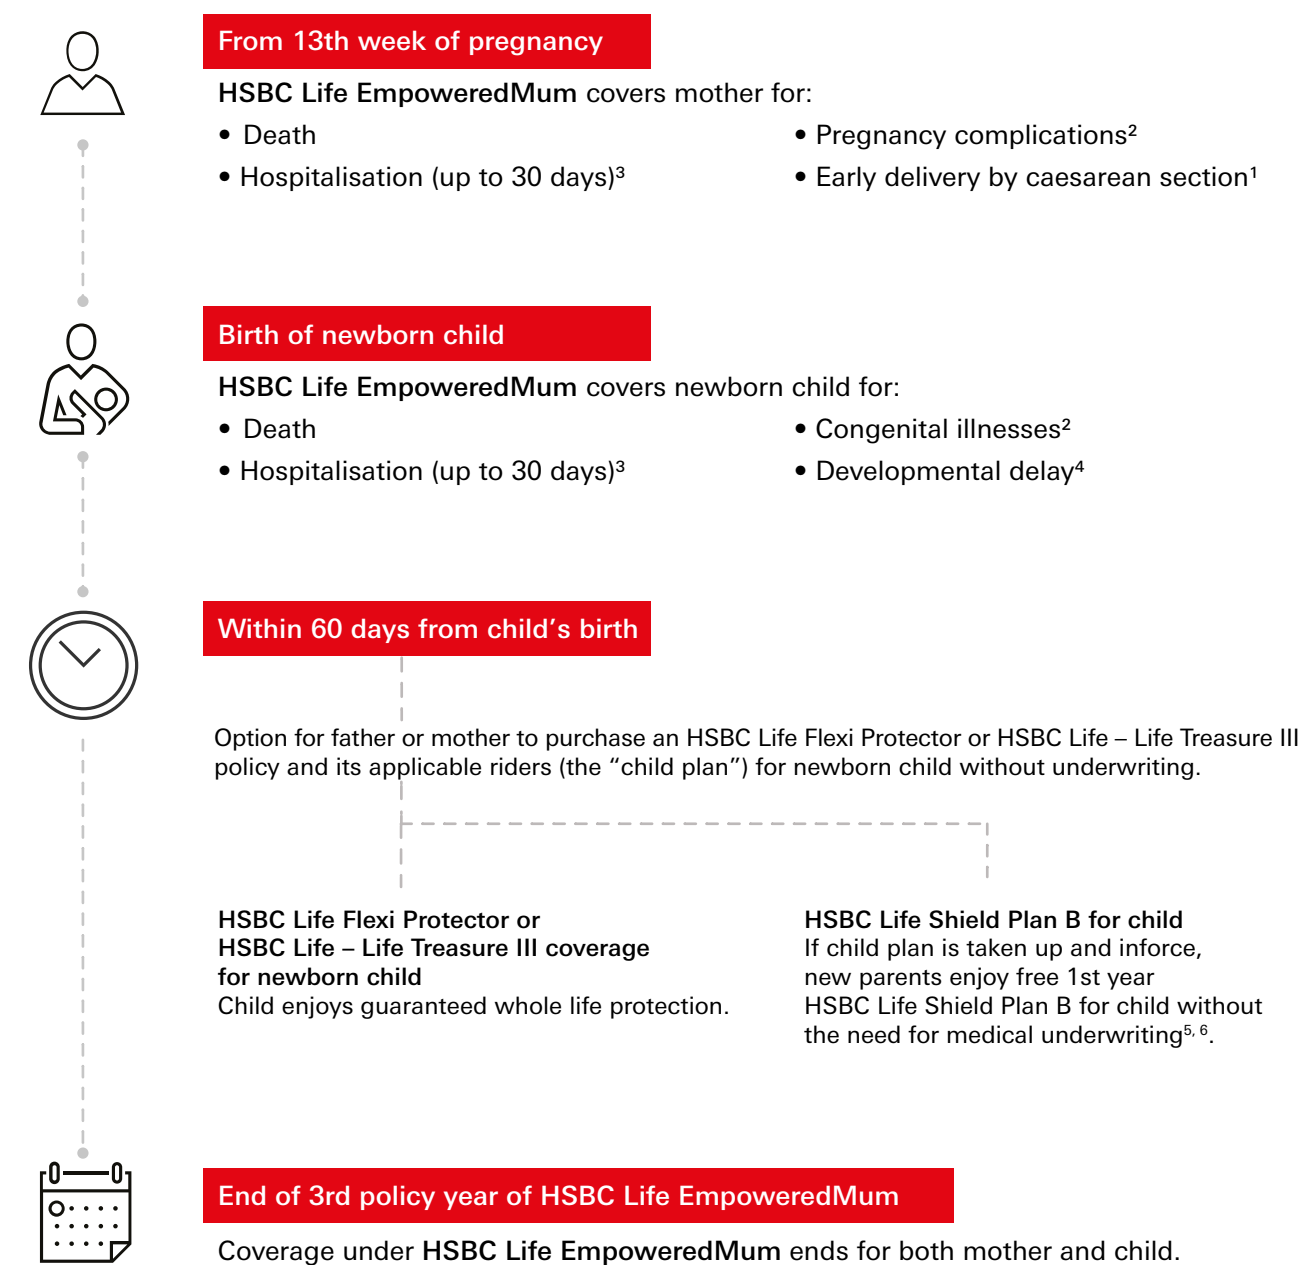 From 13th week of pregnancy
HSBC Life EmpoweredMum covers mother for:
• Death
• Pregnancy complications²
• Hospitalisation (up to 30 days)³
• Early delivery by caesarean section¹
Birth of newborn child
HSBC Life EmpoweredMum covers newborn child for:
• Death
• Congenital illnesses²
• Hospitalisation (up to 30 days)³
• Developmental delay⁴
Within 60 days from child’s birth
Option for father or mother to purchase an HSBC Life Flexi Protector or HSBC Life – Life Treasure III
policy and its applicable riders (the “child plan”) for newborn child without underwriting.
HSBC Life Flexi Protector or
HSBC Life – Life Treasure III coverage
for newborn child
Child enjoys guaranteed whole life protection.
HSBC Life Shield Plan B for child
If child plan is taken up and inforce,
new parents enjoy free 1st year
HSBC Life Shield Plan B for child without
the need for medical underwriting⁵, ⁶.
End of 3rd policy year of HSBC Life EmpoweredMum
Coverage under HSBC Life EmpoweredMum ends for both mother and child.